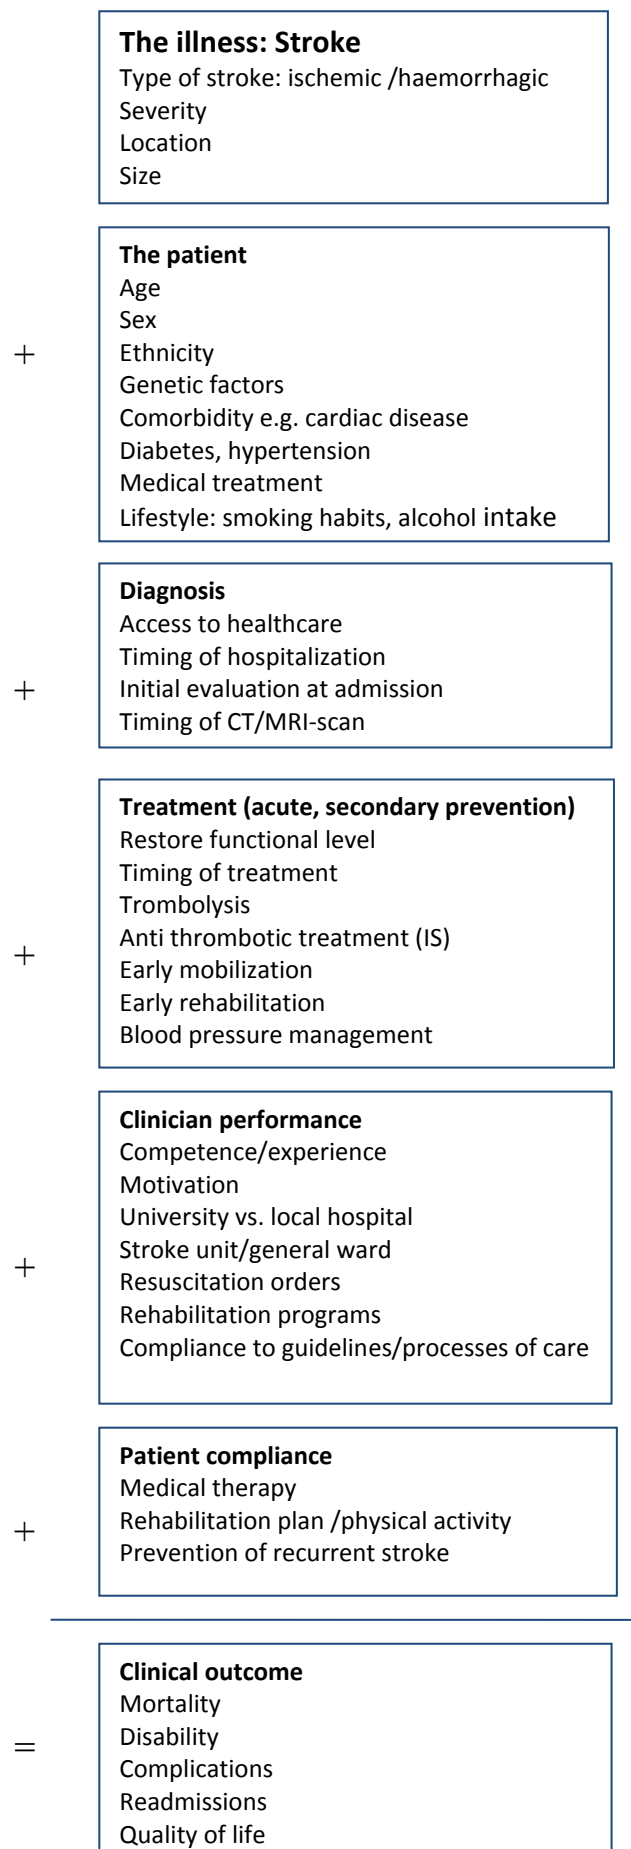 The illness: Stroke
Type of stroke: ischemic /haemorrhagic
Severity
Location
Size
The patient
Age
Sex
+ Ethnicity
Genetic factors
Comorbidity e.g. cardiac disease
Diabetes, hypertension
Medical treatment
Lifestyle: smoking habits, alcohol intake
Diagnosis
Access to healthcare
Timing of hospitalization
+ Initial evaluation at admission
Timing of CT/MRI-scan
Treatment (acute, secondary prevention)
Restore functional level
Timing of treatment
Trombolysis
Anti thrombotic treatment (IS)
+
Early mobilization
Early rehabilitation
Blood pressure management
Clinician performance
Competence/experience
Motivation
University vs. local hospital
Stroke unit/general ward
+
Resuscitation orders
Rehabilitation programs
Compliance to guidelines/processes of care
Patient compliance
Medical therapy
+ Rehabilitation plan /physical activity
Prevention of recurrent stroke
Clinical outcome
Mortality
Disability
= Complications
Readmissions
Quality of life